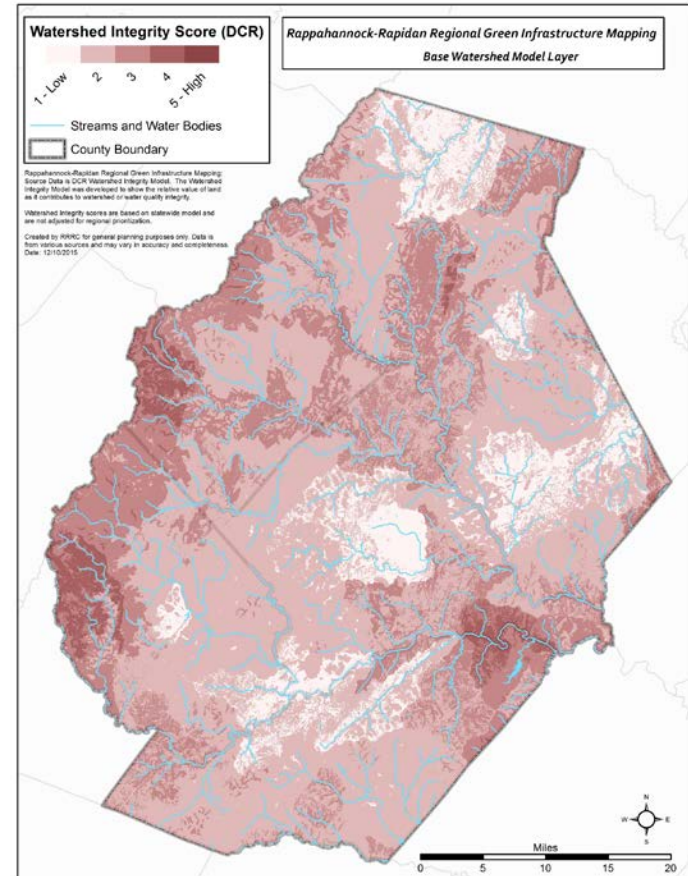 Watershed Integrity Score (DCR)
1 - Low
2
3
4
5 - High
Streams and Water Bodies
County Boundary
Rappahannock-Rapidan Regional Green Infrastructure Mapping
Base Watershed Model Layer
Rappahannock-Rapidan Regional Green Infrastructure Mapping:
Source Data is DCR Watershed Integrity Model. The Watershed
Integrity Model was developed to show the relative value of land
as it contributes to watershed or water quality integrity.
Watershed Integrity scores are based on statewide model and
are not adjusted for regional prioritization.
Created by RRRC for general planning purposes only. Data is
from various sources and may vary in accuracy and completeness.
Date: 12/10/2015
N
W
E
S
Miles
0
5
10
15
20